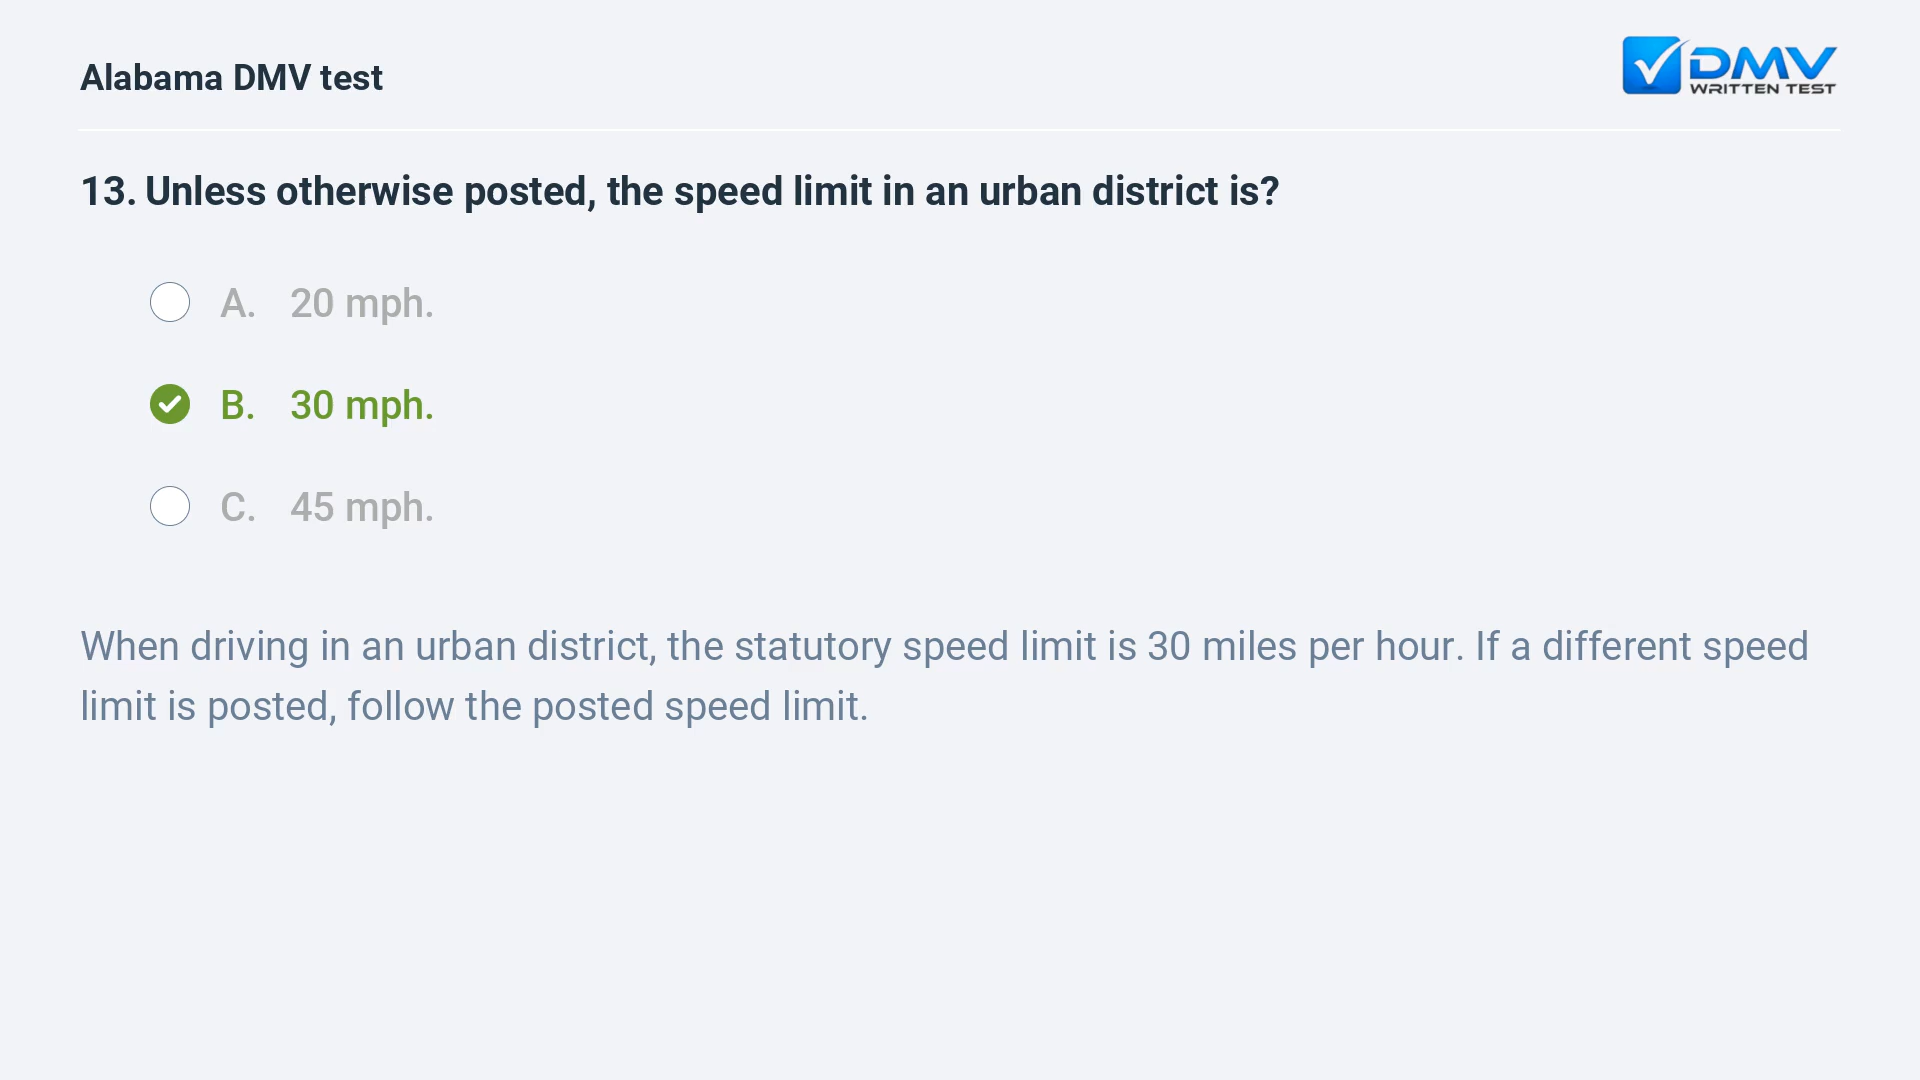 Alabama DMV test
DMV
WRITTEN TEST
13. Unless otherwise posted, the speed limit in an urban district is?
A. 20 mph.
B. 30 mph.
C. 45 mph.
When driving in an urban district, the statutory speed limit is 30 miles per hour. If a different speed
limit is posted, follow the posted speed limit.